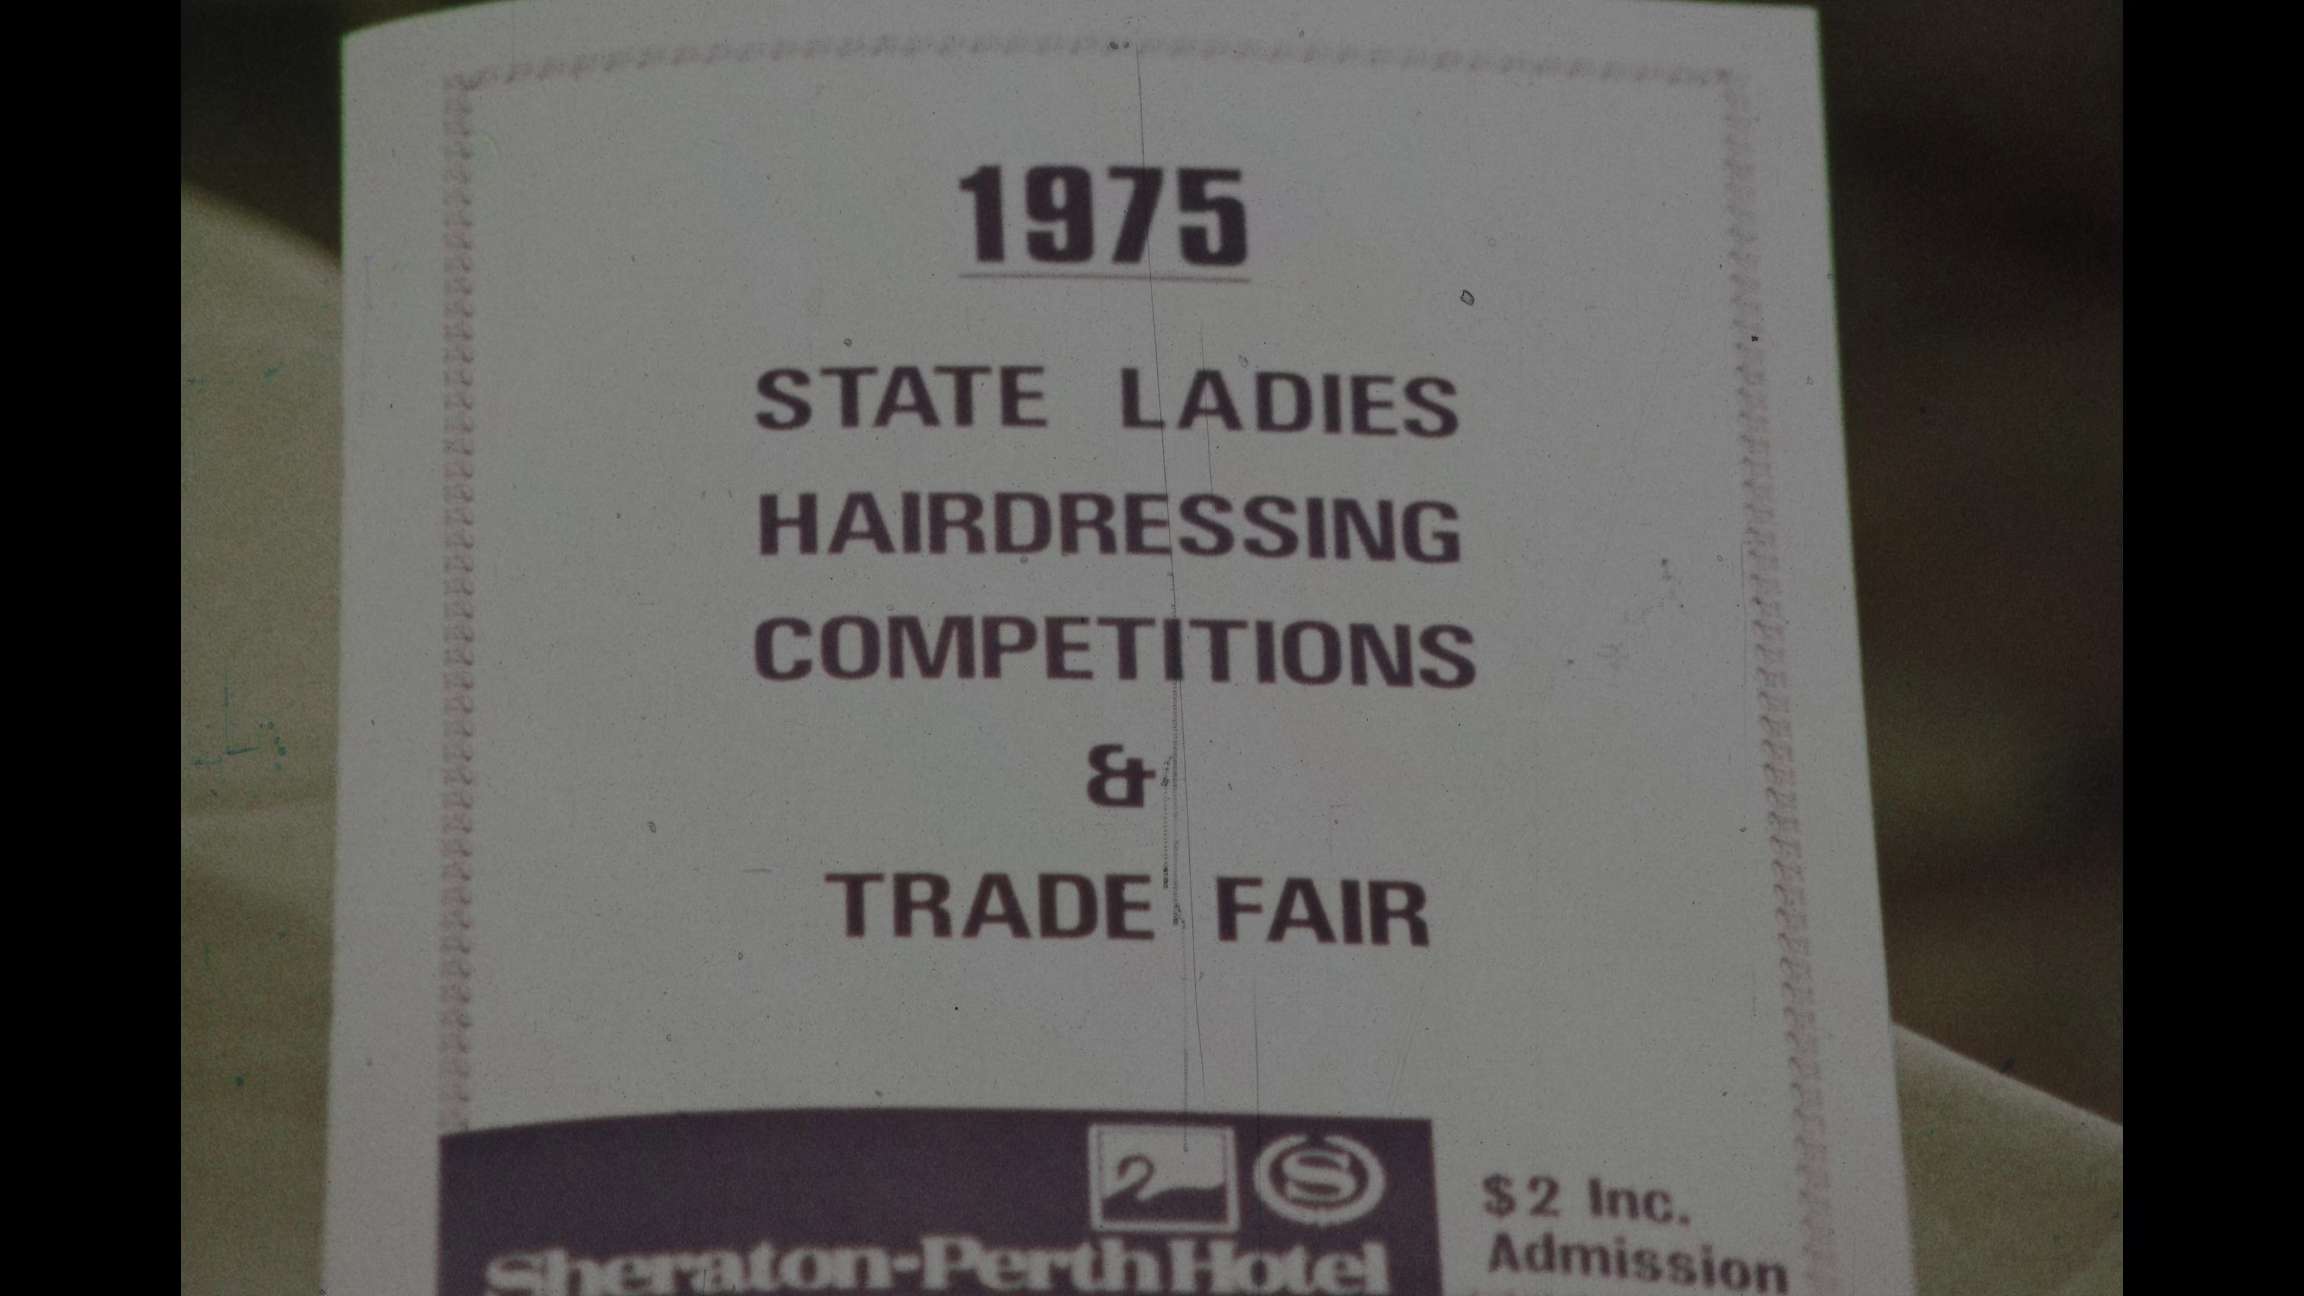 1975
STATE LADIES
HAIRDRESSING
COMPETITIONS
&
TRADE FAIR
S
$2 Inc.
Admission
Sheraton-Perth Hotel